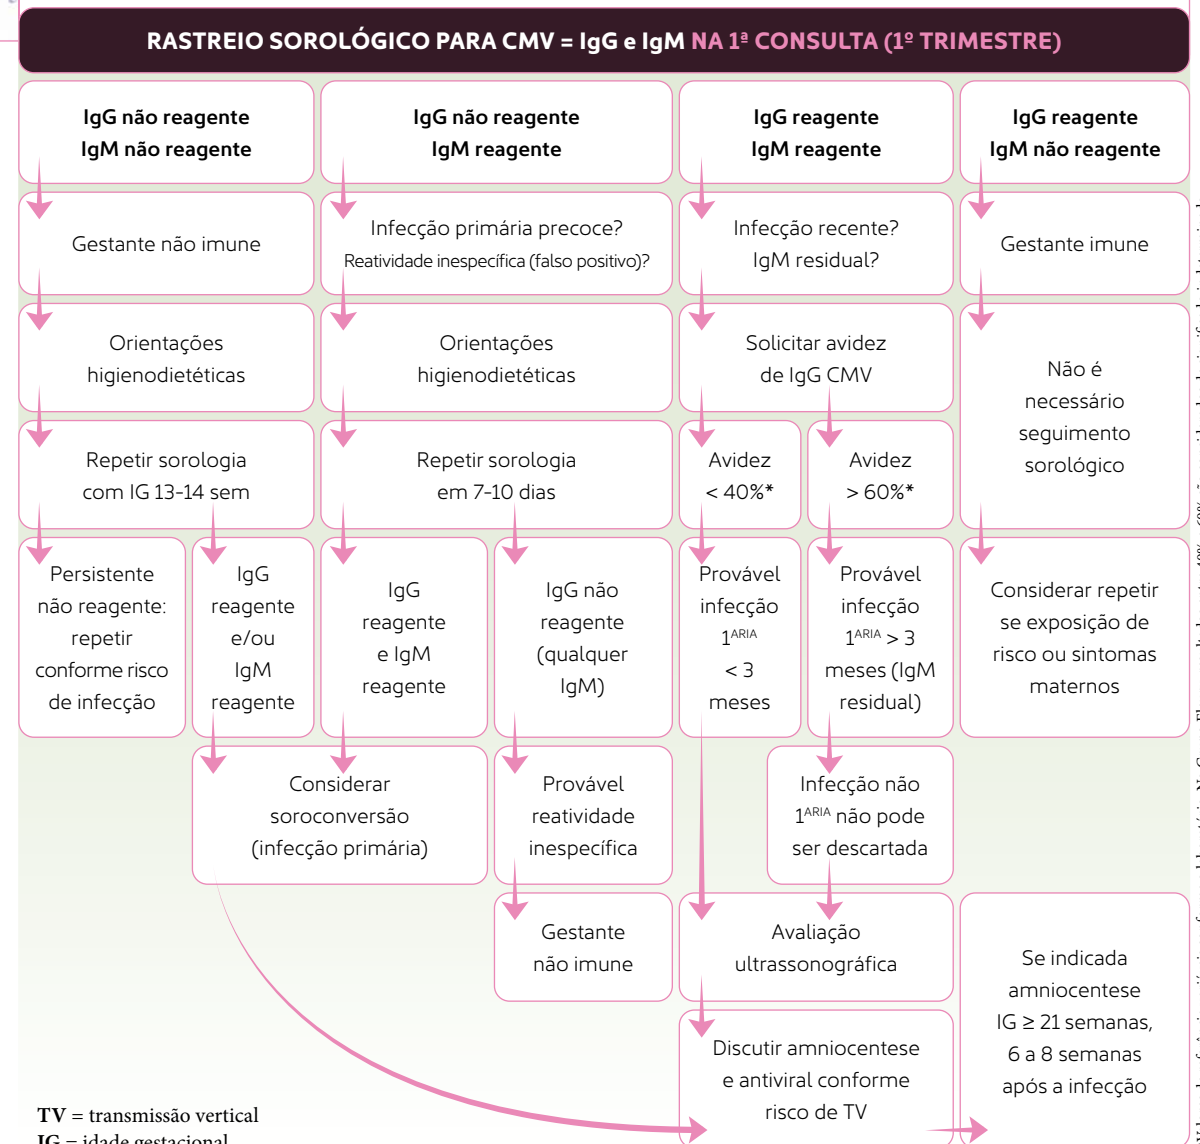 RASTREIO SOROLÓGICO PARA CMV = IgG e IgM NA 1ª CONSULTA (1º TRIMESTRE)
IgG não reagente
IgM não reagente
Gestante não imune
Orientações
higienodietéticas
Repetir sorologia
com IG 13-14 sem
Persistente
não reagente:
repetir
conforme risco
de infecção
IgG
reagente
e/ou
IgM
reagente
IgG não reagente
IgM reagente
Infecção primária precoce?
Reatividade inespecífica (falso positivo)?
Orientações
higienodietéticas
Repetir sorologia
em 7-10 dias
IgG
reagente
e IgM
reagente
IgG não
reagente
(qualquer
IgM)
Considerar
soroconversão
(infecção primária)
Provável
reatividade
inespecífica
Gestante
não imune
IgG reagente
IgM reagente
Infecção recente?
IgM residual?
Solicitar avidez
de IgG CMV
Avidez
< 40%*
Avidez
> 60%*
Provável
infecção
1ARIA
< 3
meses
Provável
infecção
1ARIA > 3
meses (IgM
residual)
Infecção não
1ARIA não pode
ser descartada
Avaliação
ultrassonográfica
Discutir amniocentese
e antiviral conforme
risco de TV
IgG reagente
IgM não reagente
Gestante imune
Não é
necessário
seguimento
sorológico
Considerar repetir
se exposição de
risco ou sintomas
maternos
Se indicada
amniocentese
IG ≥ 21 semanas,
6 a 8 semanas
após a infecção
TV = transmissão vertical
IG = idade gestacional